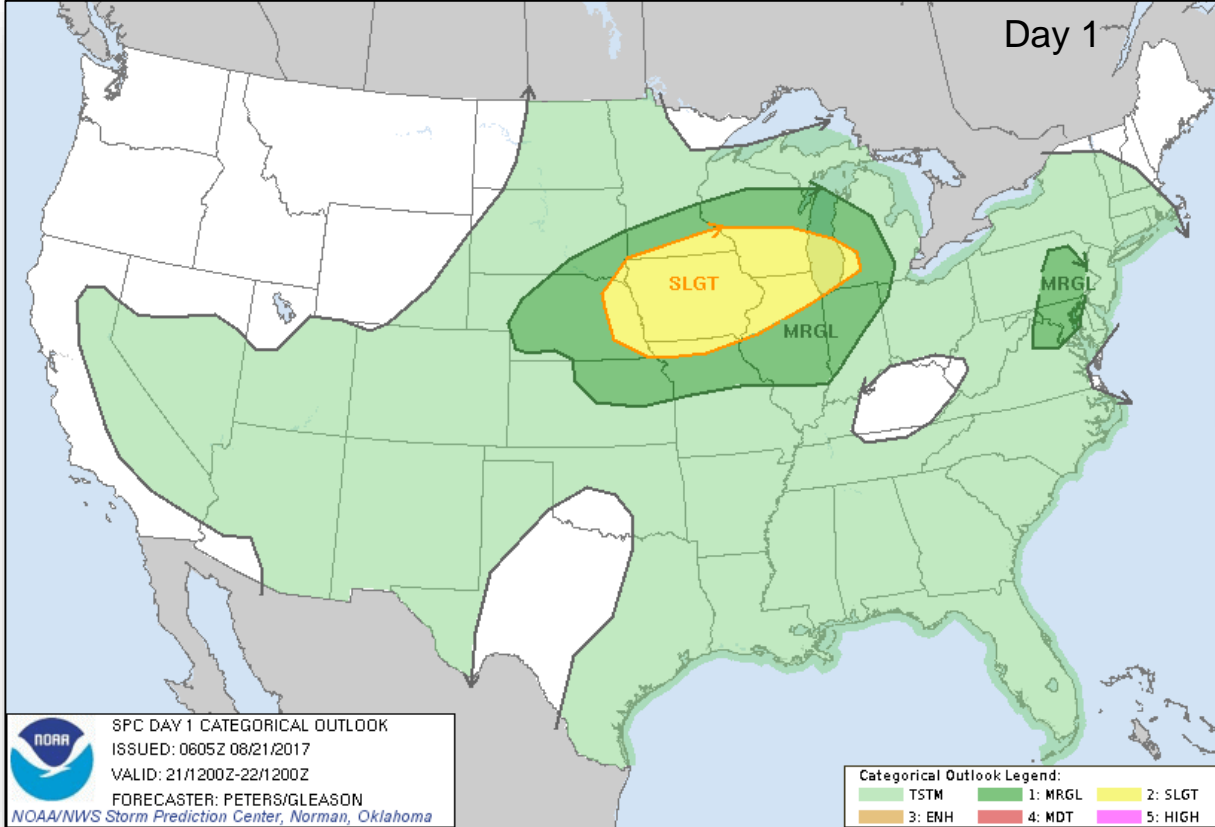 Day 1
SLGT
MRGL
MRGL
NOAA
SPC DAY 1 CATEGORICAL OUTLOOK
ISSUED: 0605Z 08/21/2017
VALID: 21/1200Z-22/1200Z
FORECASTER: PETERS/GLEASON
NOAA/NWS Storm Prediction Center, Norman, Oklahoma
Categorical Outlook Legend:
TSTM 1: MRGL 2: SLGT
3: ENH 4: MDT 5: HIGH